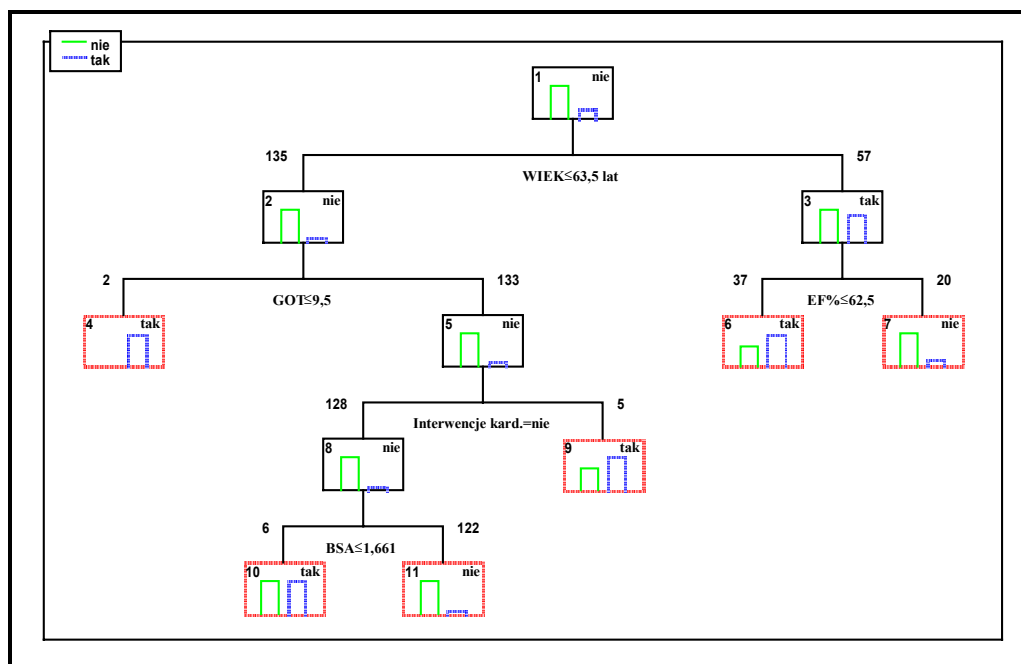 nie
tak
1 nie
135 57
WIEK≤63,5 lat
2 nie
3 tak
2 133
GOT≤9,5
37 20
EF%≤62,5
4 tak
5 nie
6 tak
7 nie
128 5
Interwencje kard.=nie
8 nie
9 tak
6 122
BSA≤1,661
10 tak
11 nie